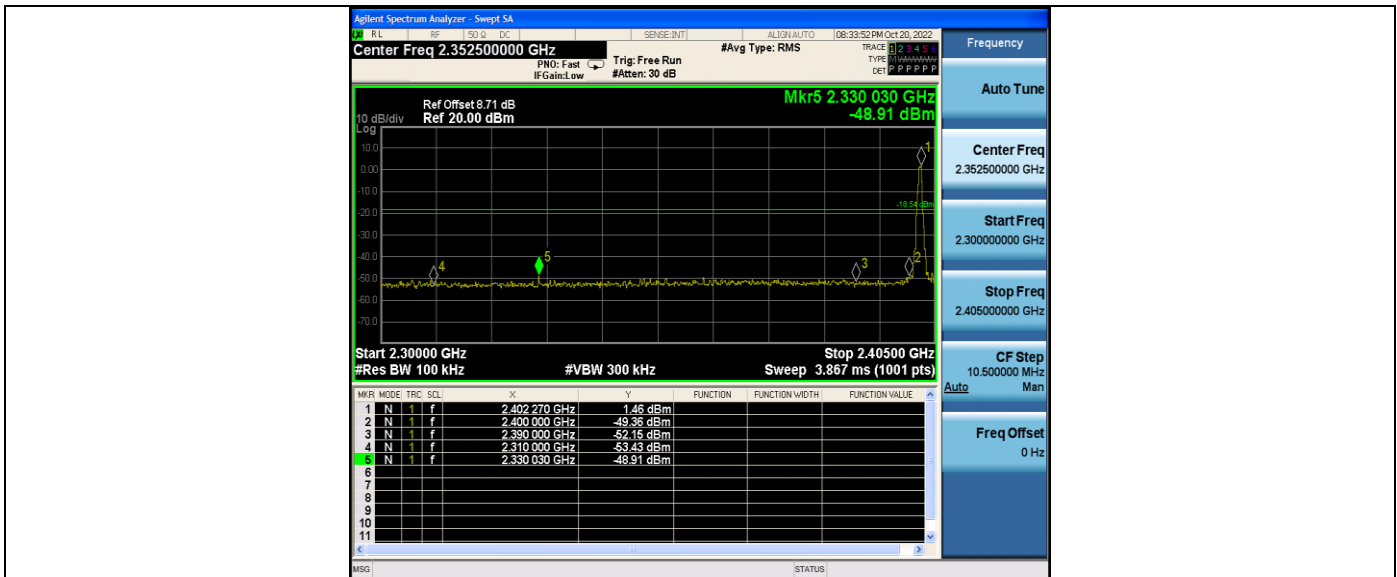 Agilent Spectrum Analyzer - Swept SA
LXI RL RF 50 Ω DC SENSE:INT ALIGNAUTO 08:33:52 PM Oct 20, 2022
Center Freq 2.352500000 GHz
PNO: Fast
IFGain:Low
Trig: Free Run
#Atten: 30 dB
#Avg Type: RMS
TRACE 1 2 3 4 5 6
TYPE M WWWWW
DET P P P P P P
Mkr5 2.330 030 GHz
-48.91 dBm
Ref Offset 8.71 dB
10 dB/div Ref 20.00 dBm
Log
10.0
0.00
-10.0
-20.0
-30.0
-40.0
-50.0
-60.0
-70.0
-18.54 dBm
1
2
3
4
5
Start 2.30000 GHz Stop 2.40500 GHz
#Res BW 100 kHz #VBW 300 kHz Sweep 3.867 ms (1001 pts)
MKR MODE TRC SCL X Y FUNCTION FUNCTION WIDTH FUNCTION VALUE
1 N 1 f 2.402 270 GHz 1.46 dBm
2 N 1 f 2.400 000 GHz -49.36 dBm
3 N 1 f 2.390 000 GHz -52.15 dBm
4 N 1 f 2.310 000 GHz -53.43 dBm
5 N 1 f 2.330 030 GHz -48.91 dBm
6
7
8
9
10
11
MSG STATUS
Frequency
Auto Tune
Center Freq
2.352500000 GHz
Start Freq
2.300000000 GHz
Stop Freq
2.405000000 GHz
CF Step
10.500000 MHz
Auto Man
Freq Offset
0 Hz